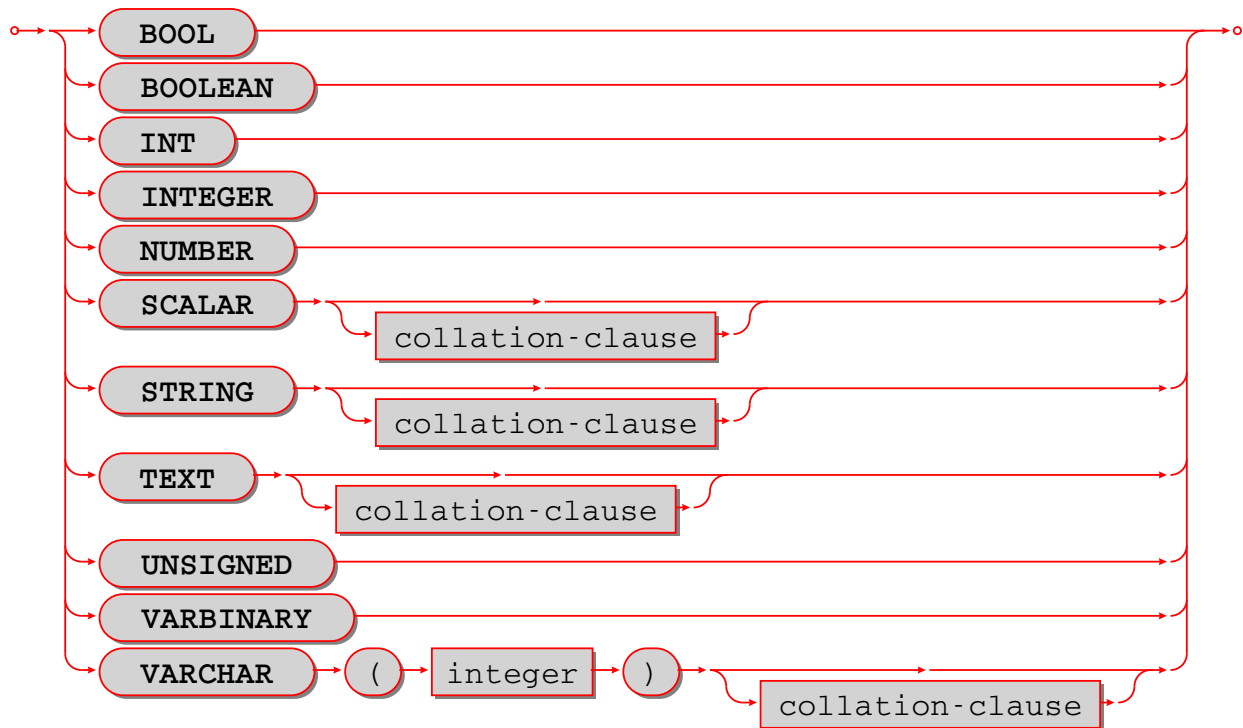 BOOL
BOOLEAN
INT
INTEGER
NUMBER
SCALAR
collation-clause
STRING
collation-clause
TEXT
collation-clause
UNSIGNED
VARBINARY
VARCHAR ( integer )
collation-clause